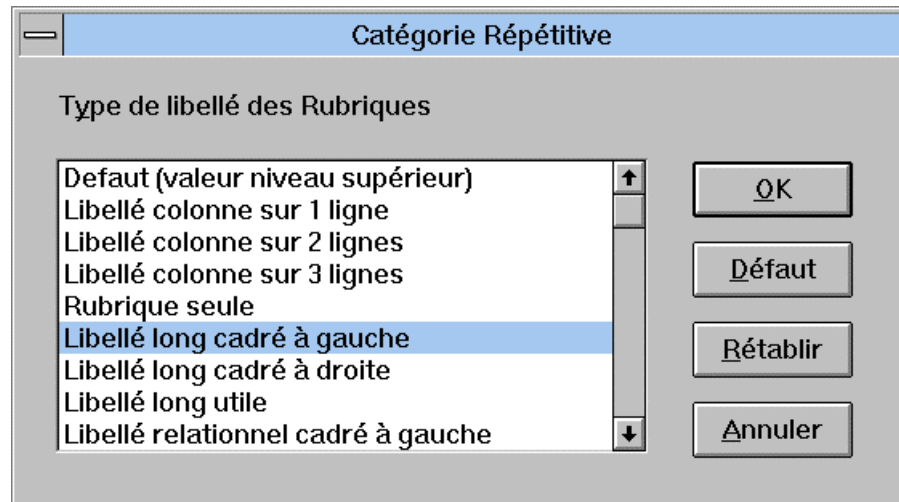 Catégorie Répétitive
Type de libellé des Rubriques
Defaut (valeur niveau supérieur)
Libellé colonne sur 1 ligne
Libellé colonne sur 2 lignes
Libellé colonne sur 3 lignes
Rubrique seule
Libellé long cadré à gauche
Libellé long cadré à droite
Libellé long utile
Libellé relationnel cadré à gauche
OK
Défaut
Rétablir
Annuler